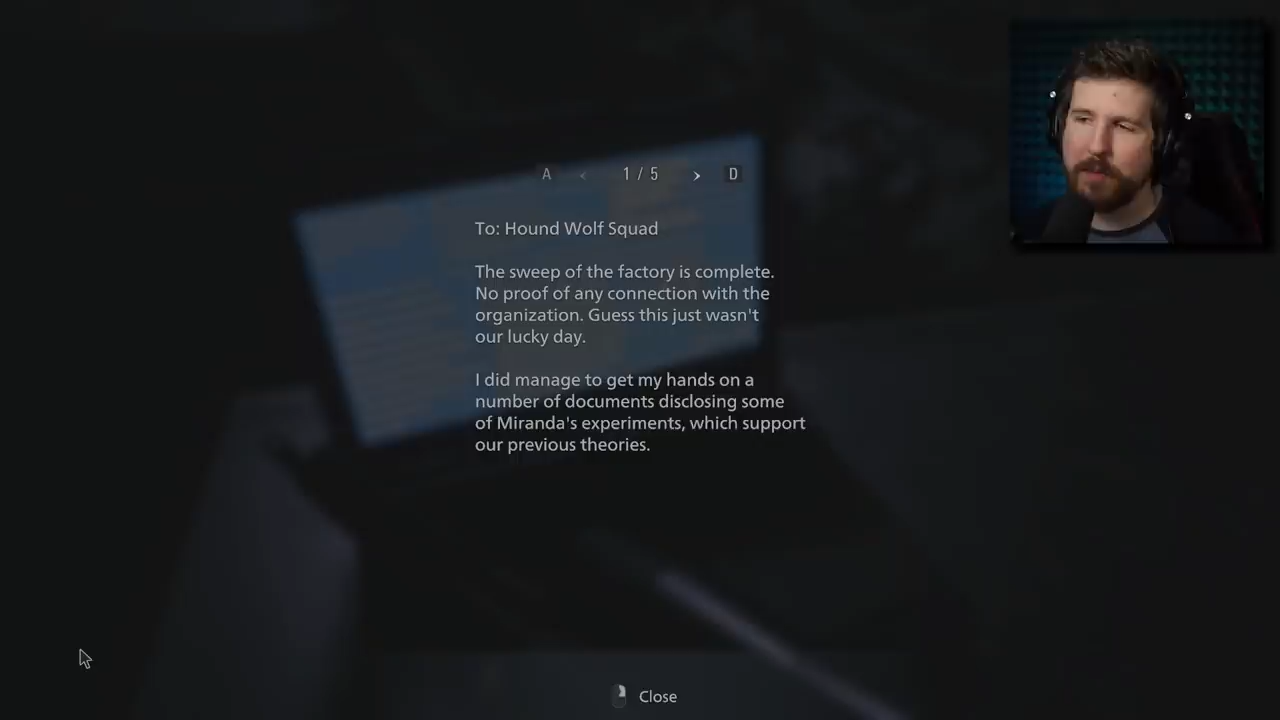 A < 1 / 5 > D
To: Hound Wolf Squad
The sweep of the factory is complete.
No proof of any connection with the
organization. Guess this just wasn't
our lucky day.
I did manage to get my hands on a
number of documents disclosing some
of Miranda's experiments, which support
our previous theories.
Close